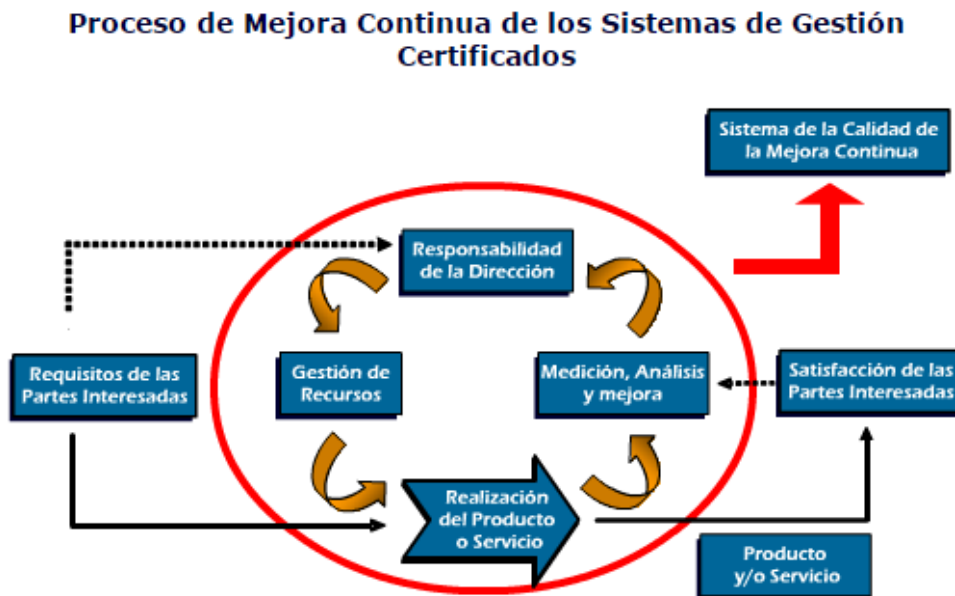 Proceso de Mejora Continua de los Sistemas de Gestión
Certificados
Sistema de la Calidad de
la Mejora Continua
Responsabilidad
de la Dirección
Requisitos de las
Partes Interesadas
Gestión de
Recursos
Medición, Análisis
y mejora
Satisfacción de las
Partes Interesadas
Realización
del Producto
o Servicio
Producto
y/o Servicio